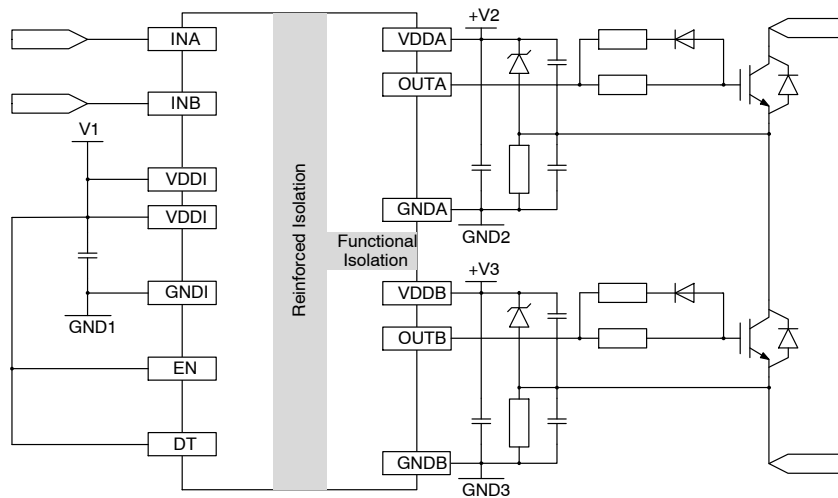 INA
INB
V1
VDDI
VDDI
GNDI
GND1
EN
DT
Reinforced Isolation
Functional
Isolation
+V2
VDDA
OUTA
GNDA
GND2
+V3
VDDB
OUTB
GNDB
GND3